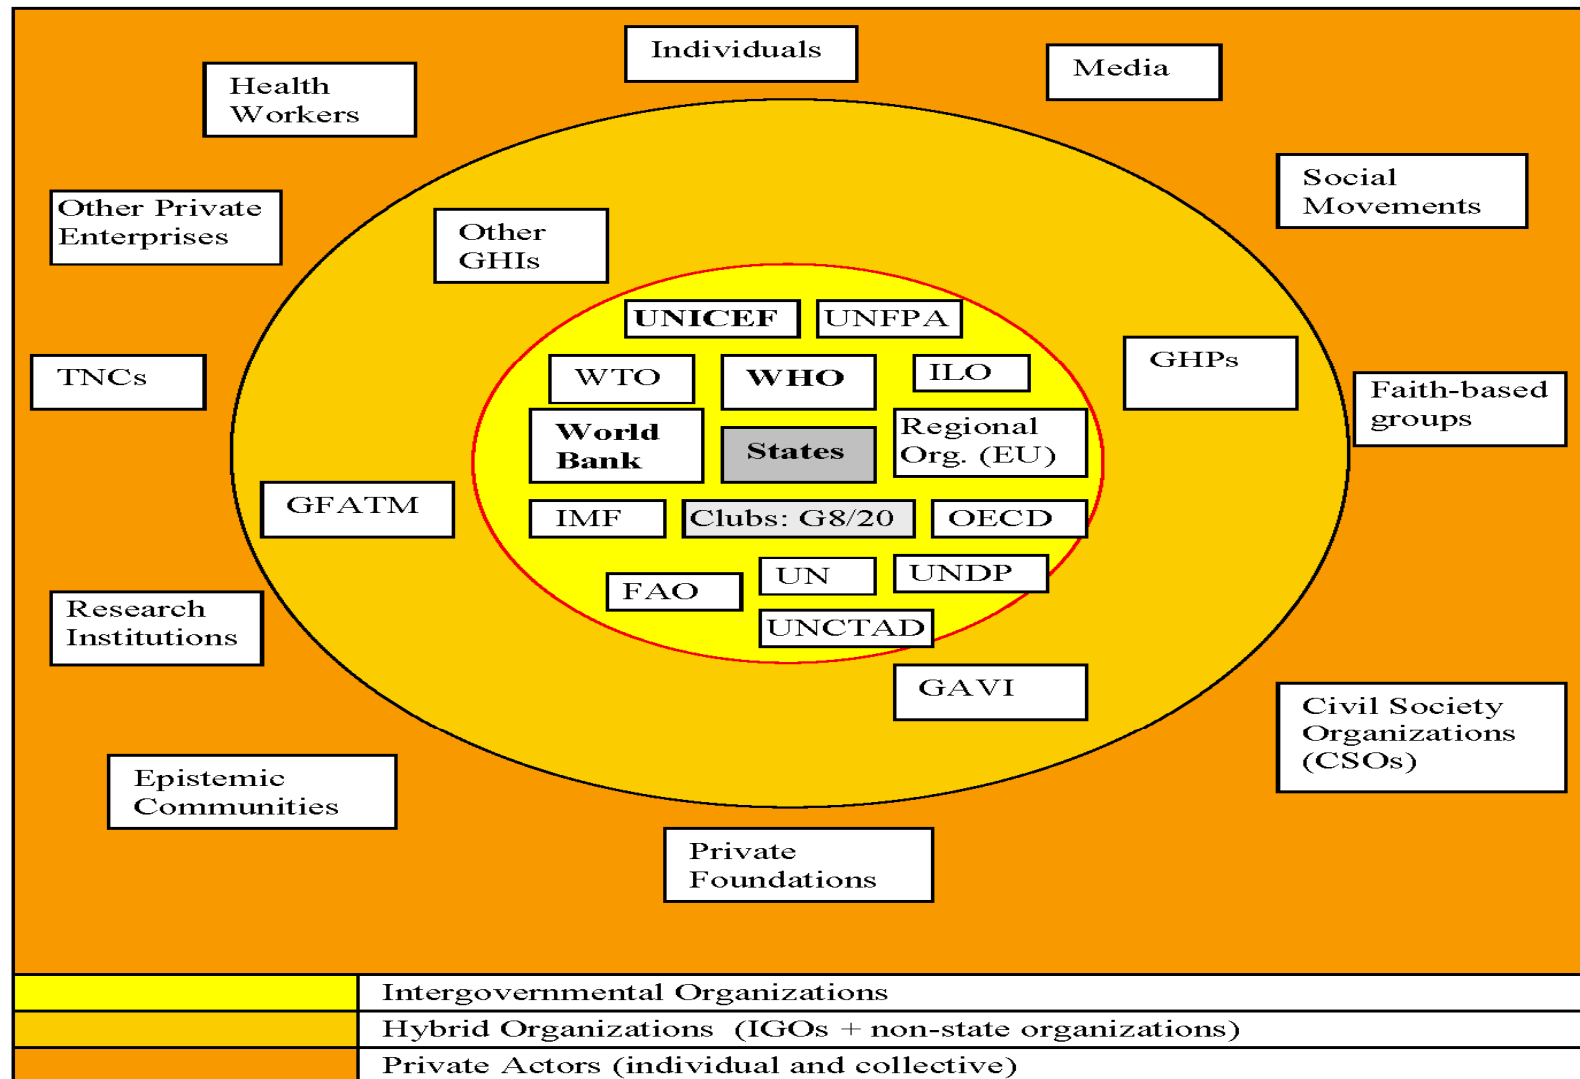 Individuals
Media
Health
Workers
Social
Movements
Other Private
Enterprises
Other
GHIs
UNICEF
UNFPA
GHPs
TNCs
WTO
WHO
ILO
Faith-based
groups
World
Bank
States
Regional
Org. (EU)
GFATM
IMF
Clubs: G8/20
OECD
UN
UNDP
FAO
Research
Institutions
UNCTAD
GAVI
Civil Society
Organizations
(CSOs)
Epistemic
Communities
Private
Foundations
Intergovernmental Organizations
Hybrid Organizations (IGOs + non-state organizations)
Private Actors (individual and collective)